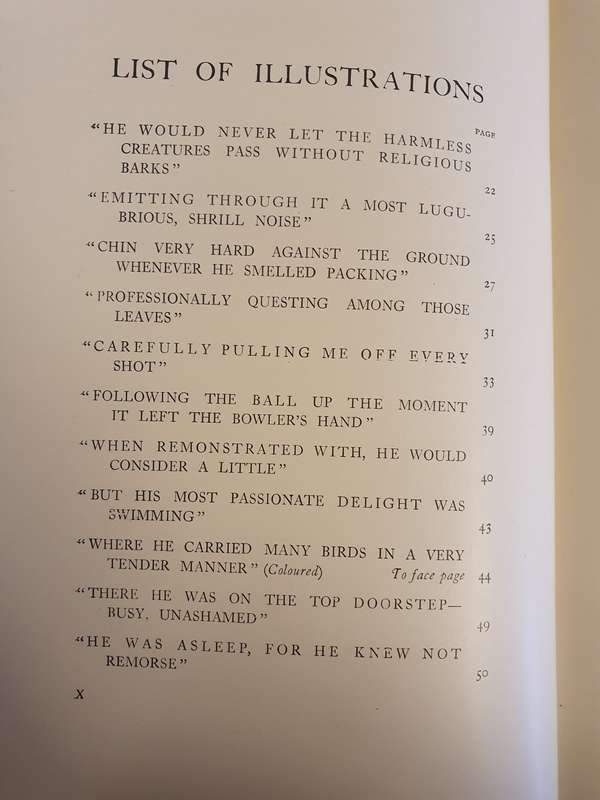 LIST OF ILLUSTRATIONS
PAGE
“HE WOULD NEVER LET THE HARMLESS
CREATURES PASS WITHOUT RELIGIOUS
BARKS” 22
“EMITTING THROUGH IT A MOST LUGU-
BRIOUS, SHRILL NOISE” 25
“CHIN VERY HARD AGAINST THE GROUND
WHENEVER HE SMELLED PACKING” 27
“PROFESSIONALLY QUESTING AMONG THOSE
LEAVES” 31
“CAREFULLY PULLING ME OFF EVERY
SHOT” 33
“FOLLOWING THE BALL UP THE MOMENT
IT LEFT THE BOWLER'S HAND” 39
“WHEN REMONSTRATED WITH, HE WOULD
CONSIDER A LITTLE” 40
“BUT HIS MOST PASSIONATE DELIGHT WAS
SWIMMING” 43
“WHERE HE CARRIED MANY BIRDS IN A VERY
TENDER MANNER” (Coloured) To face page 44
“THERE HE WAS ON THE TOP DOORSTEP—
BUSY, UNASHAMED” 49
“HE WAS ASLEEP, FOR HE KNEW NOT
REMORSE” 50
X